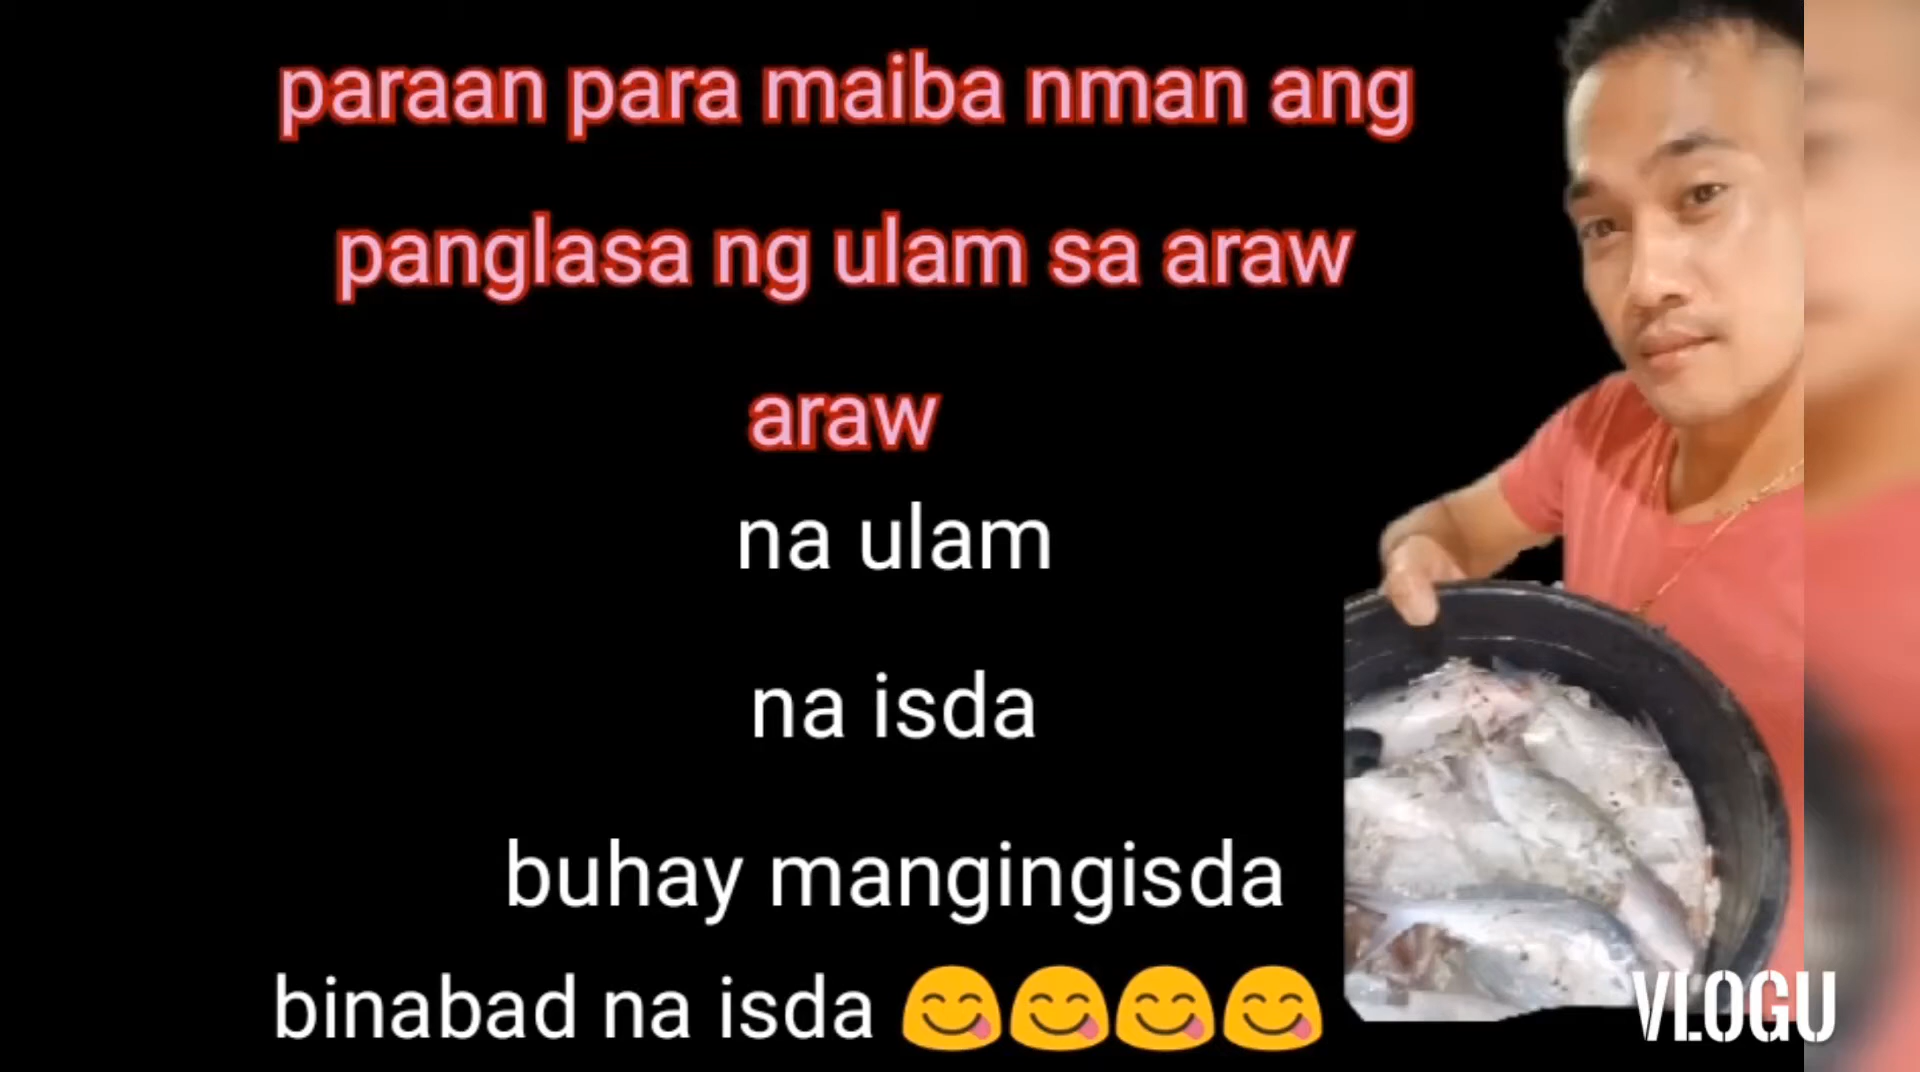 paraan para maiba nman ang
panglasa ng ulam sa araw
araw
na ulam
na isda
buhay mangingisda
binabad na isda 😋😋😋😋
VLOGU